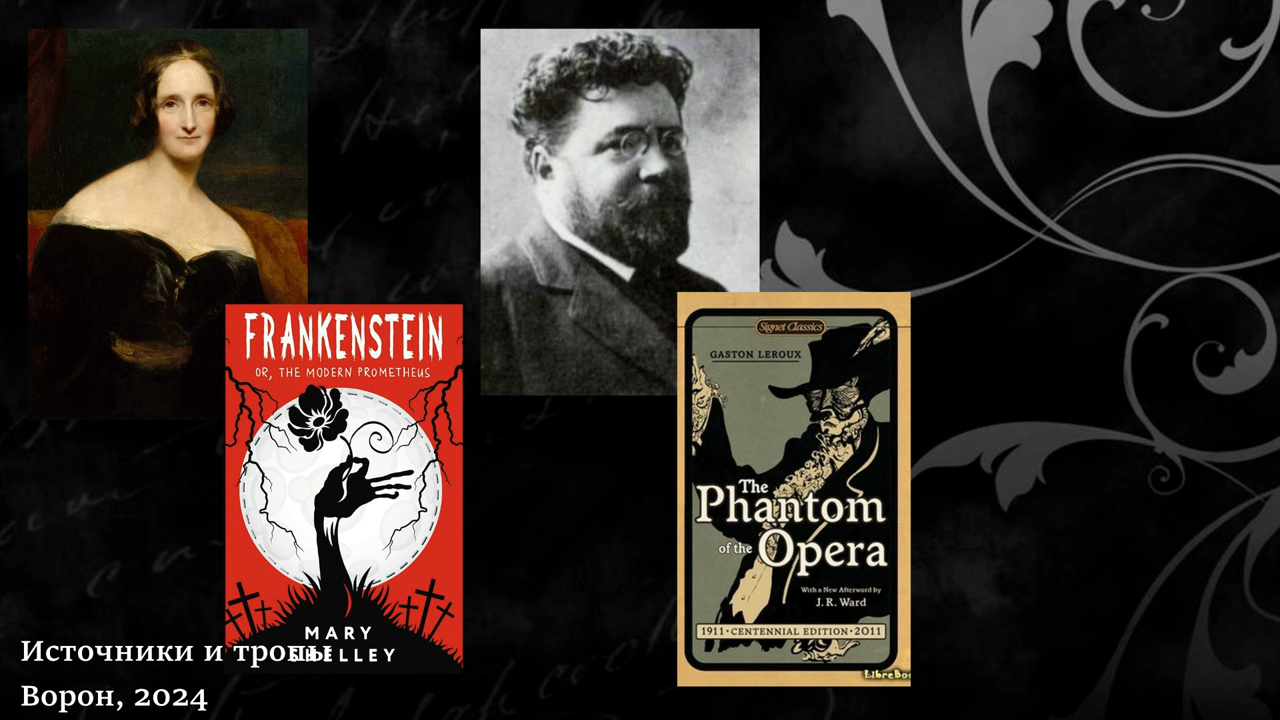 FRANKENSTEIN
OR, THE MODERN PROMETHEUS
MARY
SHELLEY
Signet Classics
GASTON LEROUX
The
Phantom
of the Opera
With a New Afterword by
J. R. Ward
1911 • CENTENNIAL EDITION • 2011
Источники и тропы
Ворон, 2024